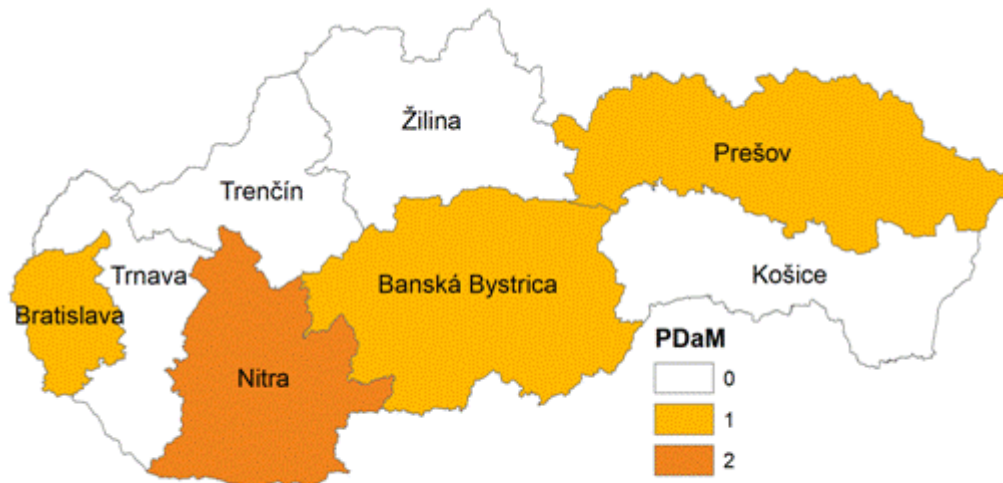 Žilina
Prešov
Trenčín
Trnava
Banská Bystrica
Košice
Bratislava
Nitra
PDaM
0
1
2